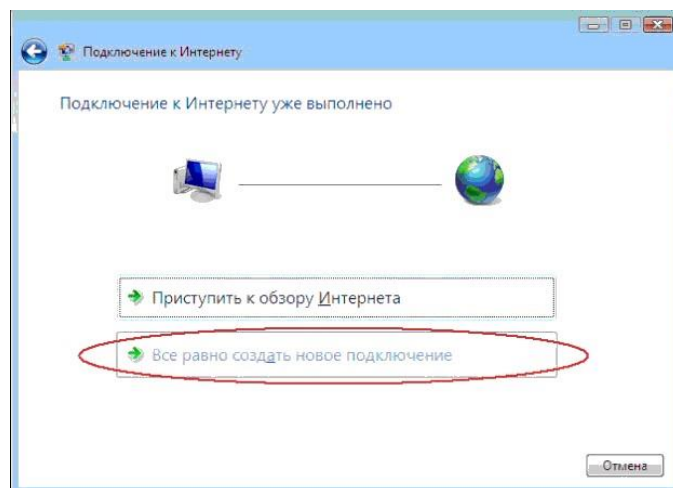 Подключение к Интернету
Подключение к Интернету уже выполнено
Приступить к обзору Интернета
Все равно создать новое подключение
Отмена